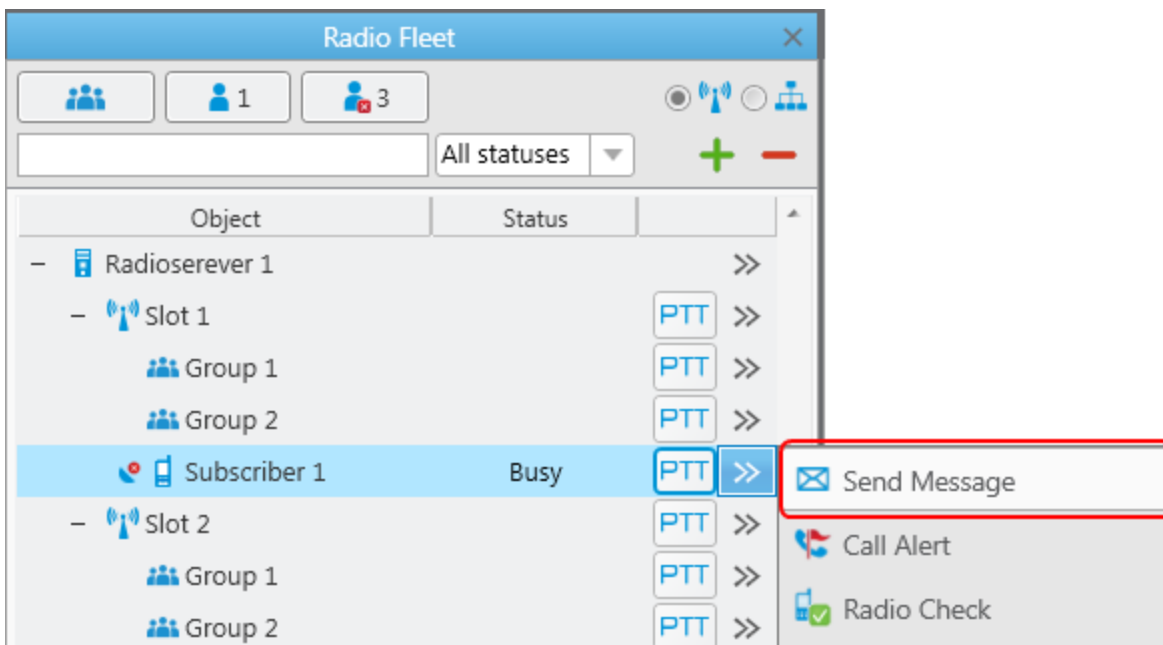 Radio Fleet
1 3
All statuses
Object Status
Radioserever 1
Slot 1 PTT
Group 1 PTT
Group 2 PTT
Subscriber 1 Busy PTT
Send Message
Slot 2 PTT
Call Alert
Group 1 PTT
Radio Check
Group 2 PTT